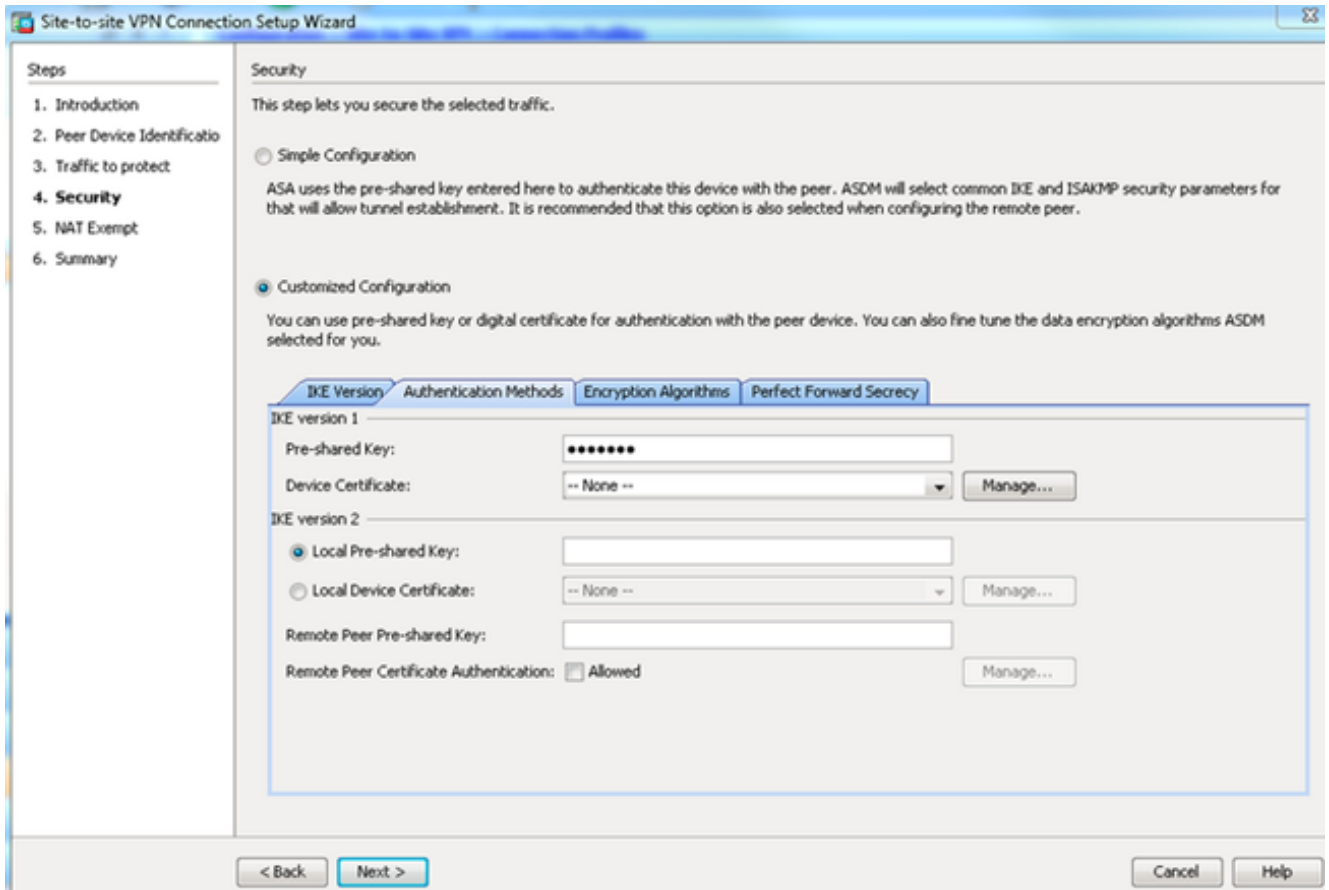 Site-to-site VPN Connection Setup Wizard
Steps
1. Introduction
2. Peer Device Identificatio
3. Traffic to protect
4. Security
5. NAT Exempt
6. Summary
Security
This step lets you secure the selected traffic.
Simple Configuration
ASA uses the pre-shared key entered here to authenticate this device with the peer. ASDM will select common IKE and ISAKMP security parameters for
that will allow tunnel establishment. It is recommended that this option is also selected when configuring the remote peer.
Customized Configuration
You can use pre-shared key or digital certificate for authentication with the peer device. You can also fine tune the data encryption algorithms ASDM
selected for you.
IKE Version Authentication Methods Encryption Algorithms Perfect Forward Secrecy
IKE version 1
Pre-shared Key: •••••••
Device Certificate: -- None -- Manage...
IKE version 2
Local Pre-shared Key:
Local Device Certificate: -- None -- Manage...
Remote Peer Pre-shared Key:
Remote Peer Certificate Authentication: Allowed Manage...
< Back Next > Cancel Help